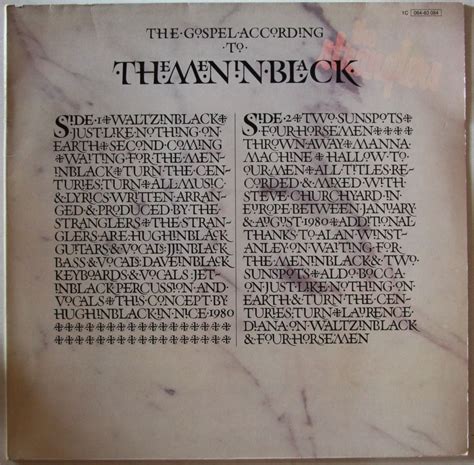 1C 064-60 064
THE·GOSPEL·ACCORDING
·TO·
THEMENINBLACK
SIDE·1✠WALTZINBLACK✠
✠JUST·LIKE·NOTHING·ON·
EARTH✠SECOND·COMING
✠WAITING·FOR·THE·MEN-
INBLACK✠TURN·THE·CEN-
TURIES·TURN✠ALL·MUSIC·
&·LYRICS·WRITTEN·ARRAN-
GED·&·PRODUCED·BY·THE·
STRANGLERS✠THE·STRAN-
GLERS·ARE·HUGHINBLACK·
GUITARS·&·VOCALS:JJINBLACK·
BASS·&·VOCALS:DAVEINBLACK·
KEYBOARDS·&·VOCALS:JET-
INBLACK·PERCUSSION·AND·
VOCALS✠THIS·CONCEPT·BY·
HUGHINBLACK·IN·NICE·1980
SIDE·2✠TWO·SUNSPOTS✠
✠FOUR·HORSEMEN✠
THROWN·AWAY✠MANNA·
MACHINE✠HALLOW·TO·
OUR·MEN✠ALL·TITLES·RE-
CORDED·&·MIXED·WITH·
STEVE·CHURCHYARD·IN·
EUROPE·BETWEEN·JANUARY·
&·AUGUST·1980✠ADDITIONAL·
THANKS·TO·ALAN·WINST-
ANLEY·ON·WAITING·FOR·
THE·MENINBLACK·&·TWO·
SUNSPOTS✠ALDO·BOCCA·
ON·JUST·LIKE·NOTHING·ON·
EARTH·&·TURN·THE·CEN-
TURIES·TURN✠LAURENCE·
DIANA·ON·WALTZINBLACK·
&·FOUR·HORSEMEN